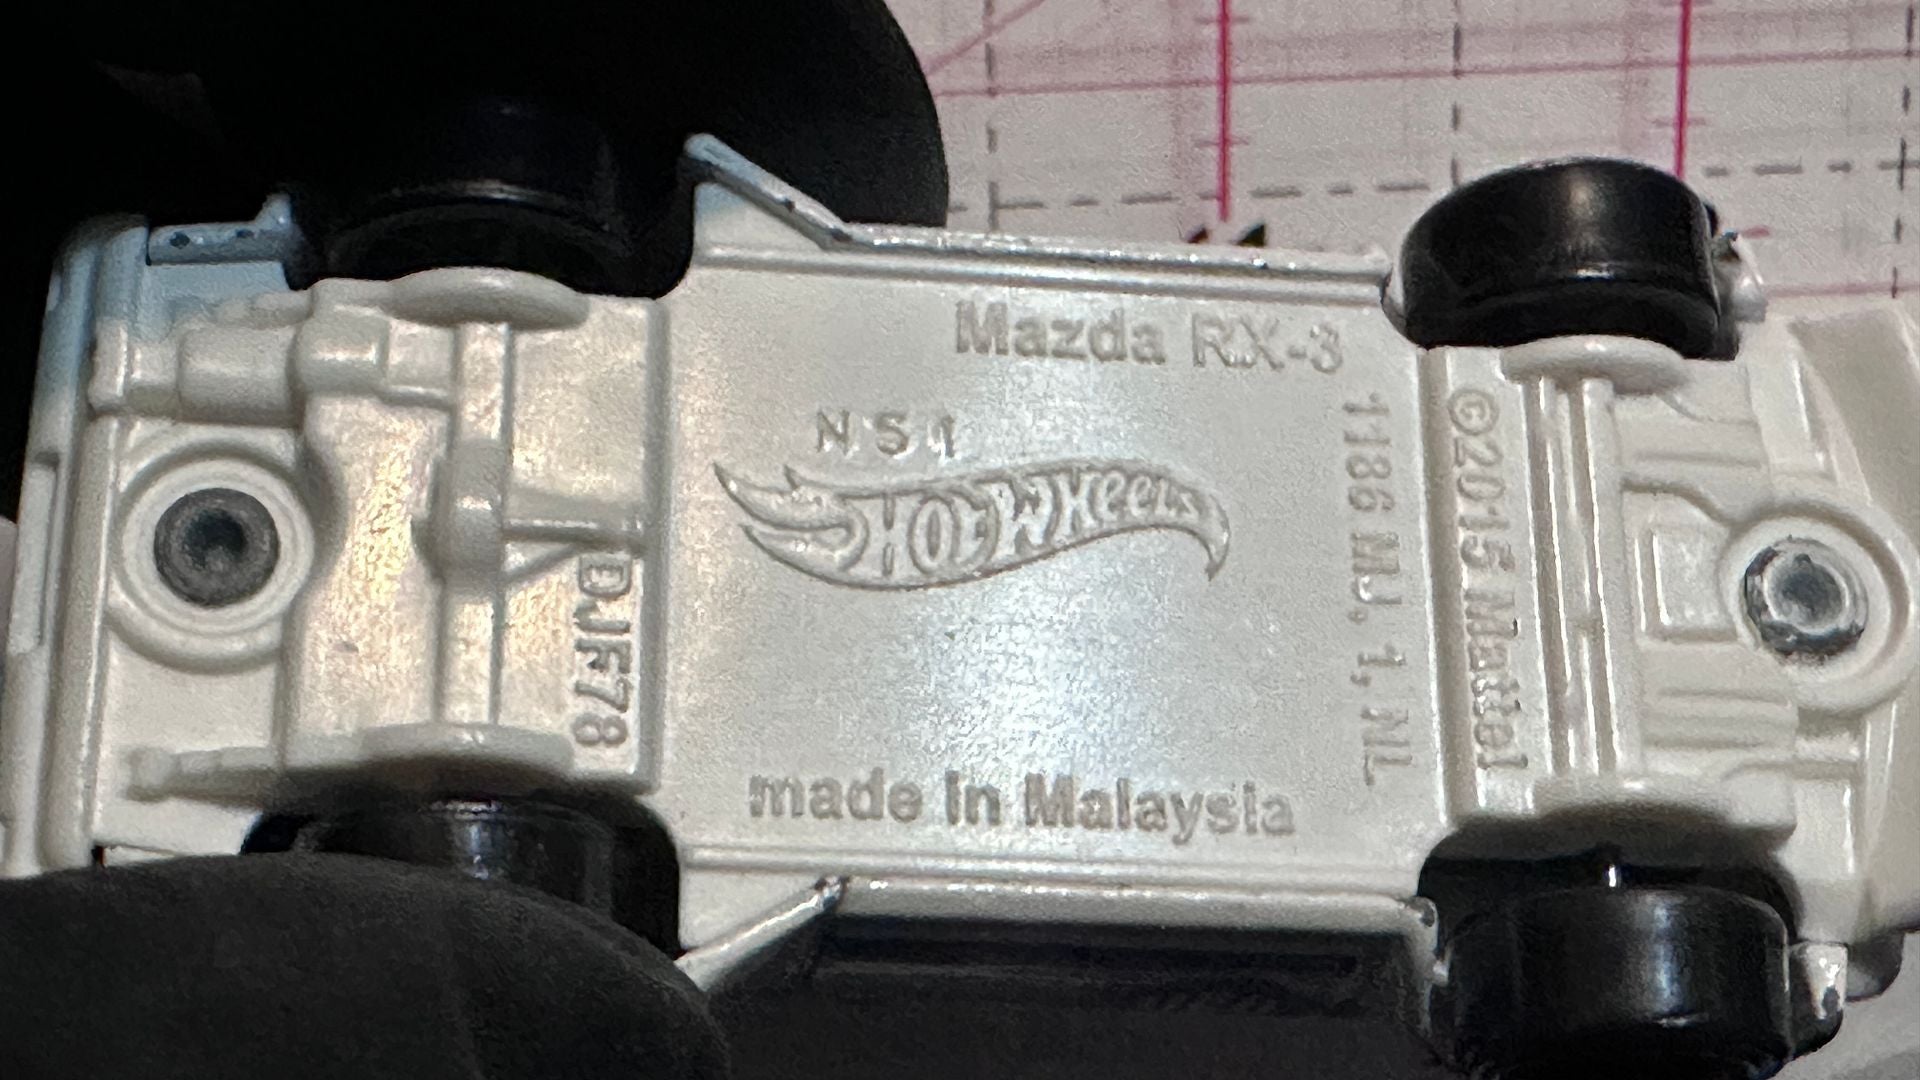 Mazda RX-3
N51
HOT WHEELS
1186 MJ, 1, NL
©2015 Mattel
DJF78
made in Malaysia